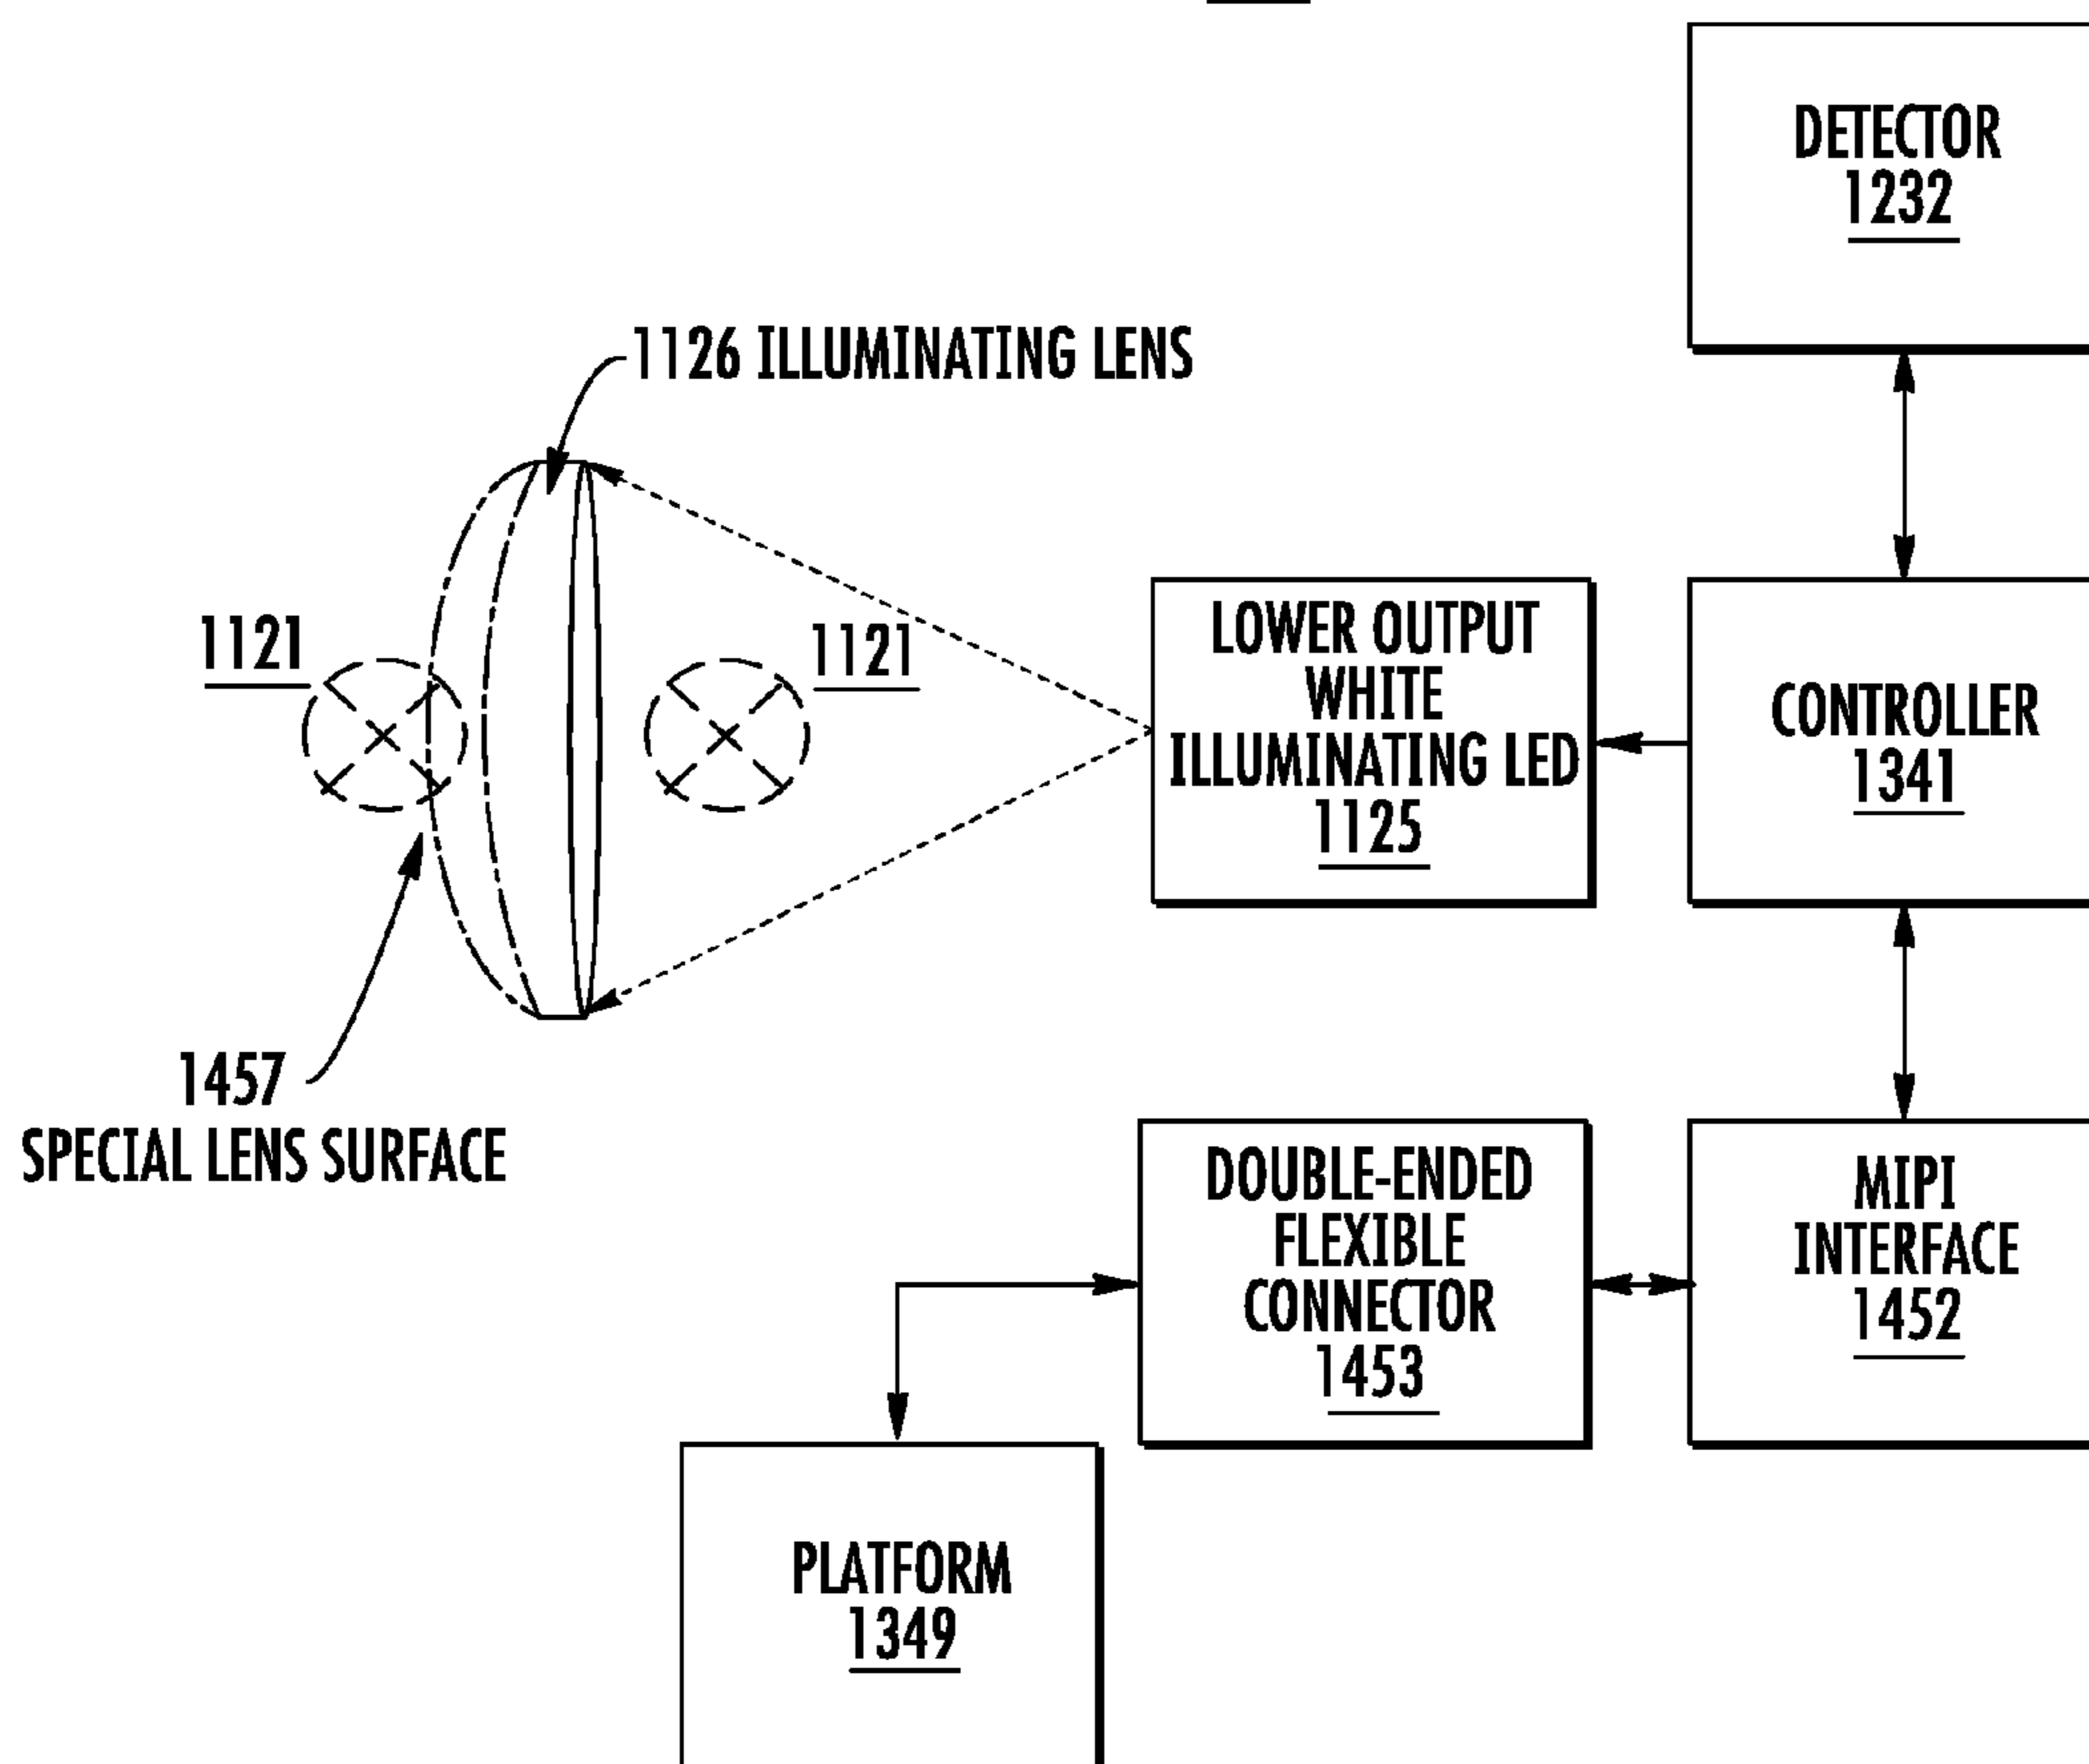 DETECTOR
1232
1126 ILLUMINATING LENS
1121
1121
LOWER OUTPUT
WHITE
ILLUMINATING LED
1125
CONTROLLER
1341
1457
SPECIAL LENS SURFACE
DOUBLE-ENDED
FLEXIBLE
CONNECTOR
1453
MIPI
INTERFACE
1452
PLATFORM
1349